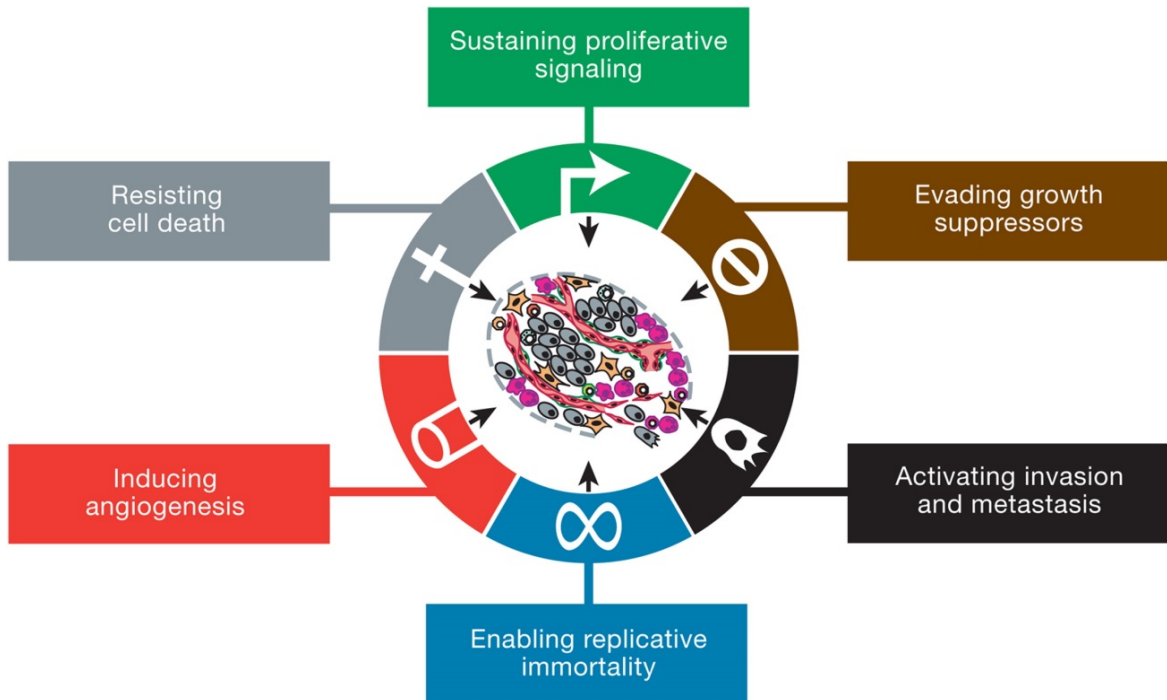 Sustaining proliferative
signaling
Resisting
cell death
Evading growth
suppressors
Inducing
angiogenesis
Activating invasion
and metastasis
Enabling replicative
immortality